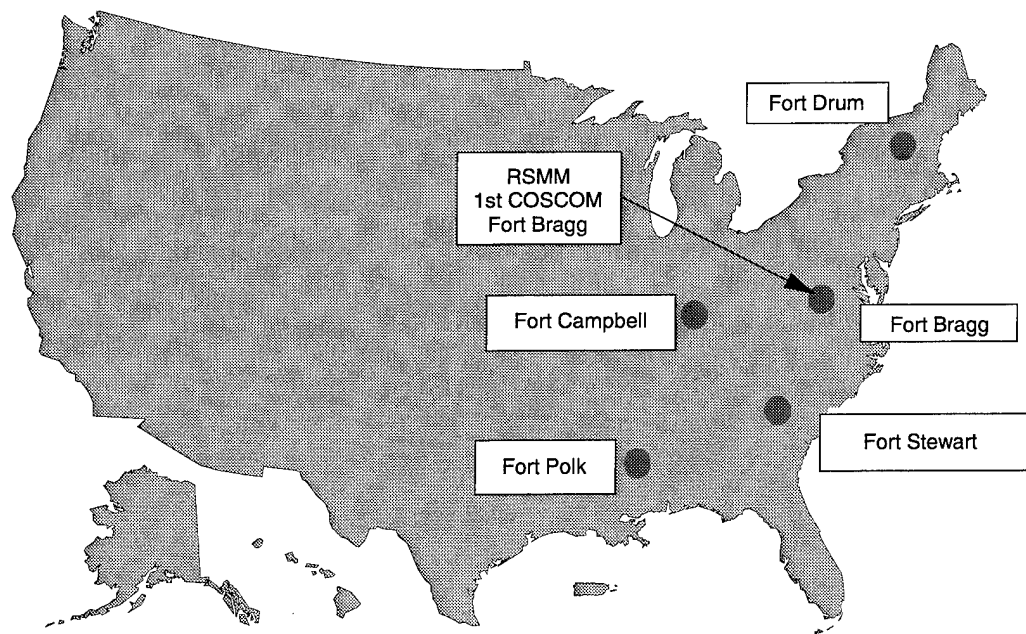 Fort Drum
RSMM
1st COSCOM
Fort Bragg
Fort Campbell
Fort Bragg
Fort Stewart
Fort Polk